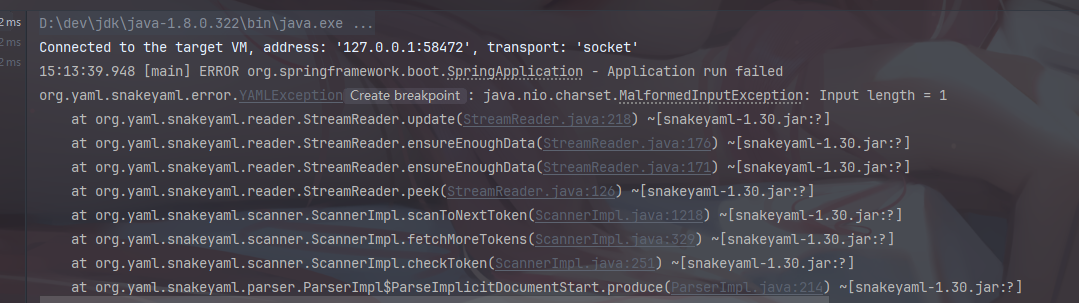 2 ms
2 ms
2 ms
D:\dev\jdk\java-1.8.0.322\bin\java.exe ...
Connected to the target VM, address: '127.0.0.1:58472', transport: 'socket'
15:13:39.948 [main] ERROR org.springframework.boot.SpringApplication - Application run failed
org.yaml.snakeyaml.error.YAMLException Create breakpoint : java.nio.charset.MalformedInputException: Input length = 1
at org.yaml.snakeyaml.reader.StreamReader.update(StreamReader.java:218) ~[snakeyaml-1.30.jar:?]
at org.yaml.snakeyaml.reader.StreamReader.ensureEnoughData(StreamReader.java:176) ~[snakeyaml-1.30.jar:?]
at org.yaml.snakeyaml.reader.StreamReader.ensureEnoughData(StreamReader.java:171) ~[snakeyaml-1.30.jar:?]
at org.yaml.snakeyaml.reader.StreamReader.peek(StreamReader.java:126) ~[snakeyaml-1.30.jar:?]
at org.yaml.snakeyaml.scanner.ScannerImpl.scanToNextToken(ScannerImpl.java:1218) ~[snakeyaml-1.30.jar:?]
at org.yaml.snakeyaml.scanner.ScannerImpl.fetchMoreTokens(ScannerImpl.java:329) ~[snakeyaml-1.30.jar:?]
at org.yaml.snakeyaml.scanner.ScannerImpl.checkToken(ScannerImpl.java:251) ~[snakeyaml-1.30.jar:?]
at org.yaml.snakeyaml.parser.ParserImpl$ParseImplicitDocumentStart.produce(ParserImpl.java:214) ~[snakeyaml-1.30.jar:?]